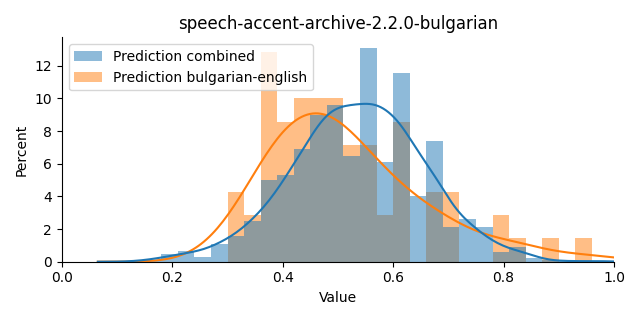 speech-accent-archive-2.2.0-bulgarian
Prediction combined
Prediction bulgarian-english
Percent
12
10
8
6
4
2
0
0.0 0.2 0.4 0.6 0.8 1.0
Value